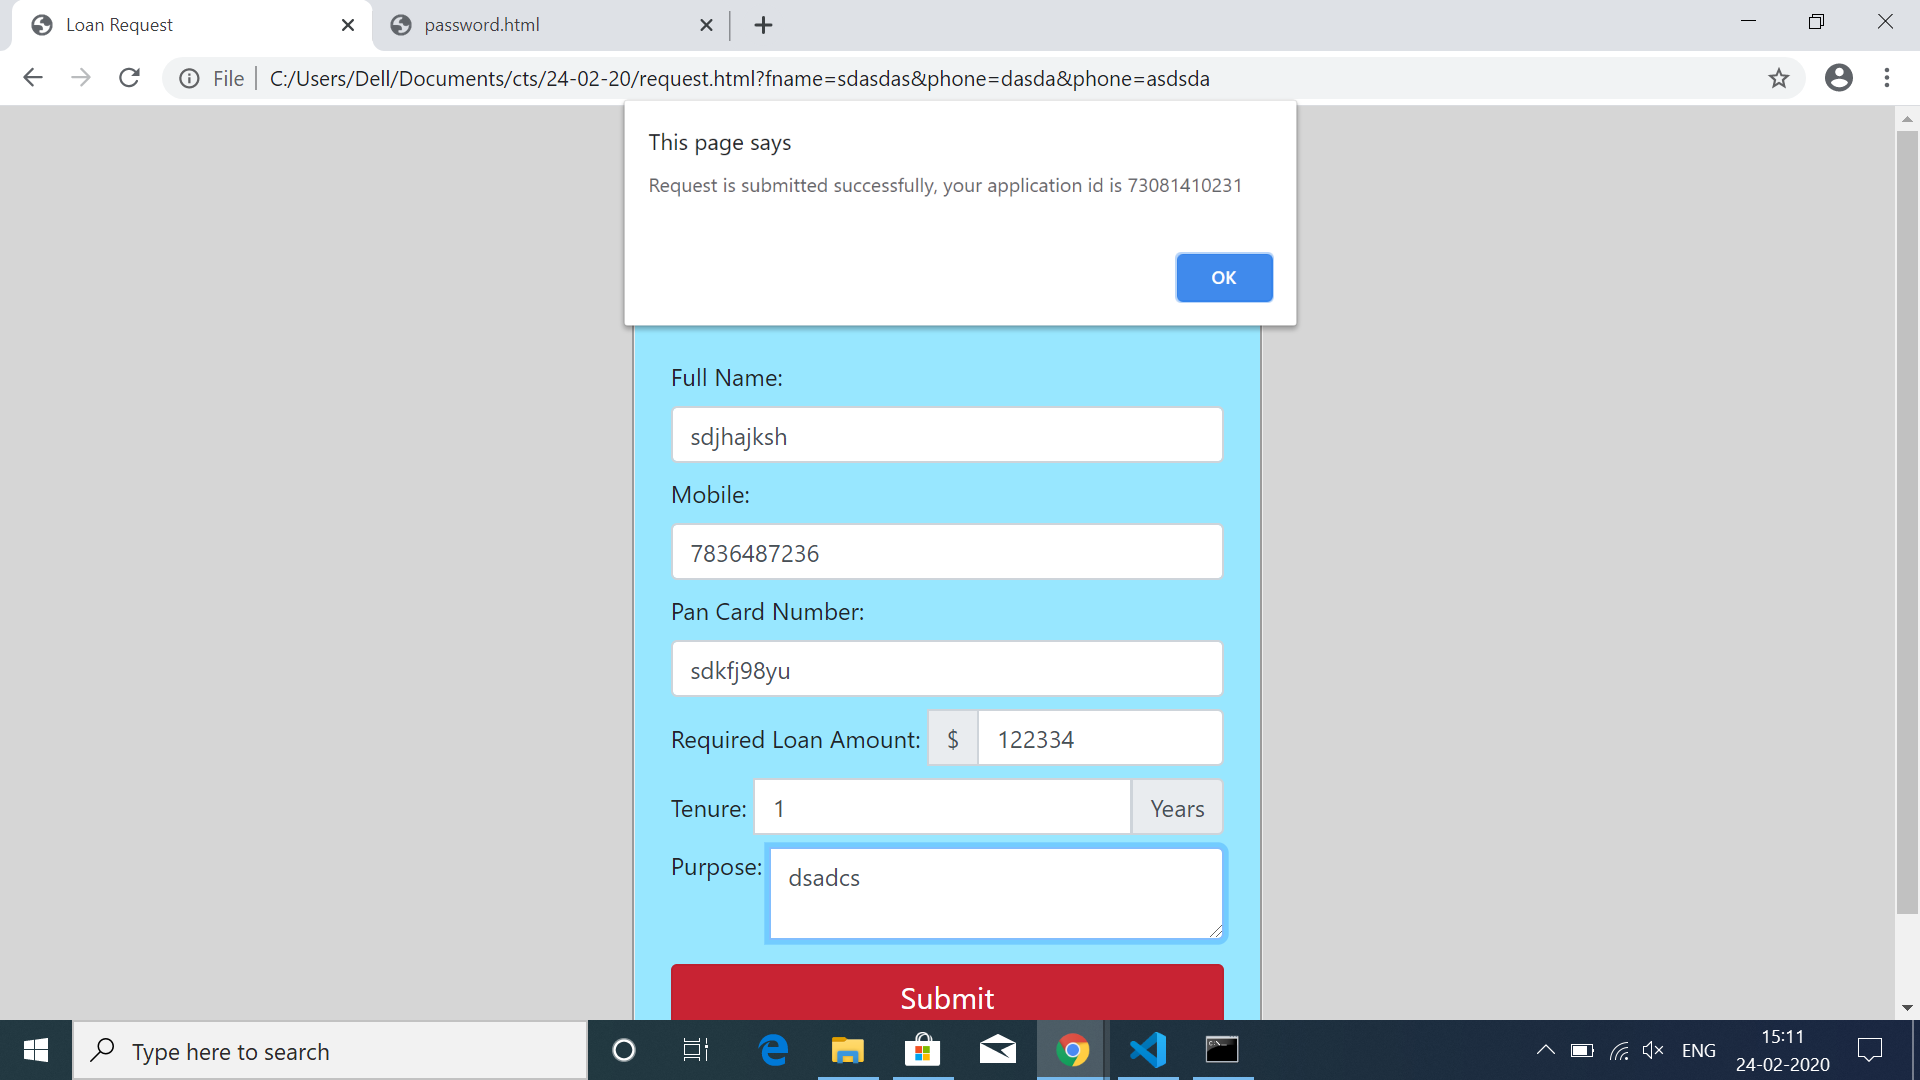 Loan Request
password.html
File
C:/Users/Dell/Documents/cts/24-02-20/request.html?fname=sdasdas&phone=dasda&phone=asdsda
This page says
Request is submitted successfully, your application id is 73081410231
OK
Full Name:
sdjhajksh
Mobile:
7836487236
Pan Card Number:
sdkfj98yu
Required Loan Amount: $ 122334
Tenure: 1 Years
Purpose: dsadcs
Submit
Type here to search
ENG
15:11
24-02-2020